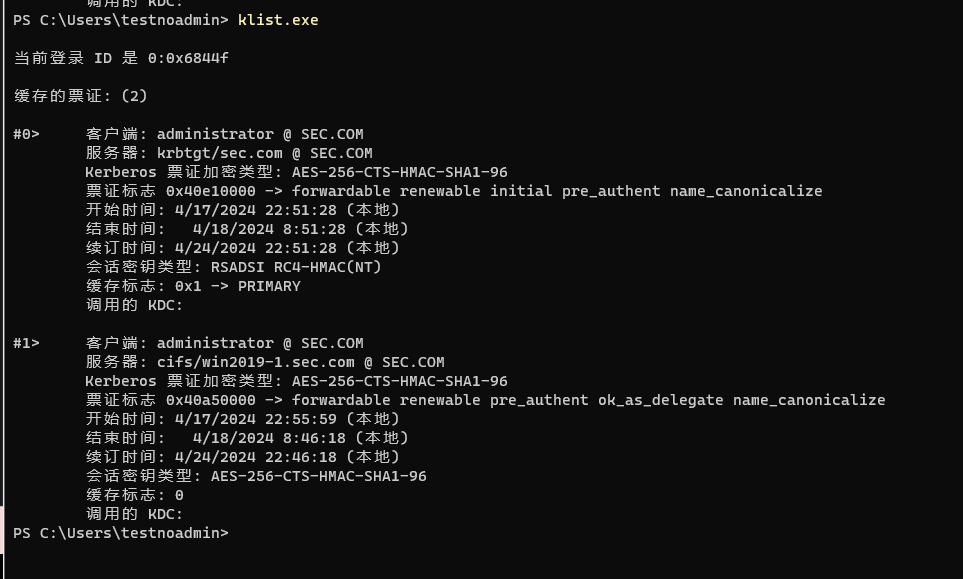 调用的 KDC:
PS C:\Users\testnoadmin> klist.exe
当前登录 ID 是 0:0x6844f
缓存的票证: (2)
#0> 客户端: administrator @ SEC.COM
服务器: krbtgt/sec.com @ SEC.COM
Kerberos 票证加密类型: AES-256-CTS-HMAC-SHA1-96
票证标志 0x40e10000 -> forwardable renewable initial pre_authent name_canonicalize
开始时间: 4/17/2024 22:51:28 (本地)
结束时间: 4/18/2024 8:51:28 (本地)
续订时间: 4/24/2024 22:51:28 (本地)
会话密钥类型: RSADSI RC4-HMAC(NT)
缓存标志: 0x1 -> PRIMARY
调用的 KDC:
#1> 客户端: administrator @ SEC.COM
服务器: cifs/win2019-1.sec.com @ SEC.COM
Kerberos 票证加密类型: AES-256-CTS-HMAC-SHA1-96
票证标志 0x40a50000 -> forwardable renewable pre_authent ok_as_delegate name_canonicalize
开始时间: 4/17/2024 22:55:59 (本地)
结束时间: 4/18/2024 8:46:18 (本地)
续订时间: 4/24/2024 22:46:18 (本地)
会话密钥类型: AES-256-CTS-HMAC-SHA1-96
缓存标志: 0
调用的 KDC:
PS C:\Users\testnoadmin>